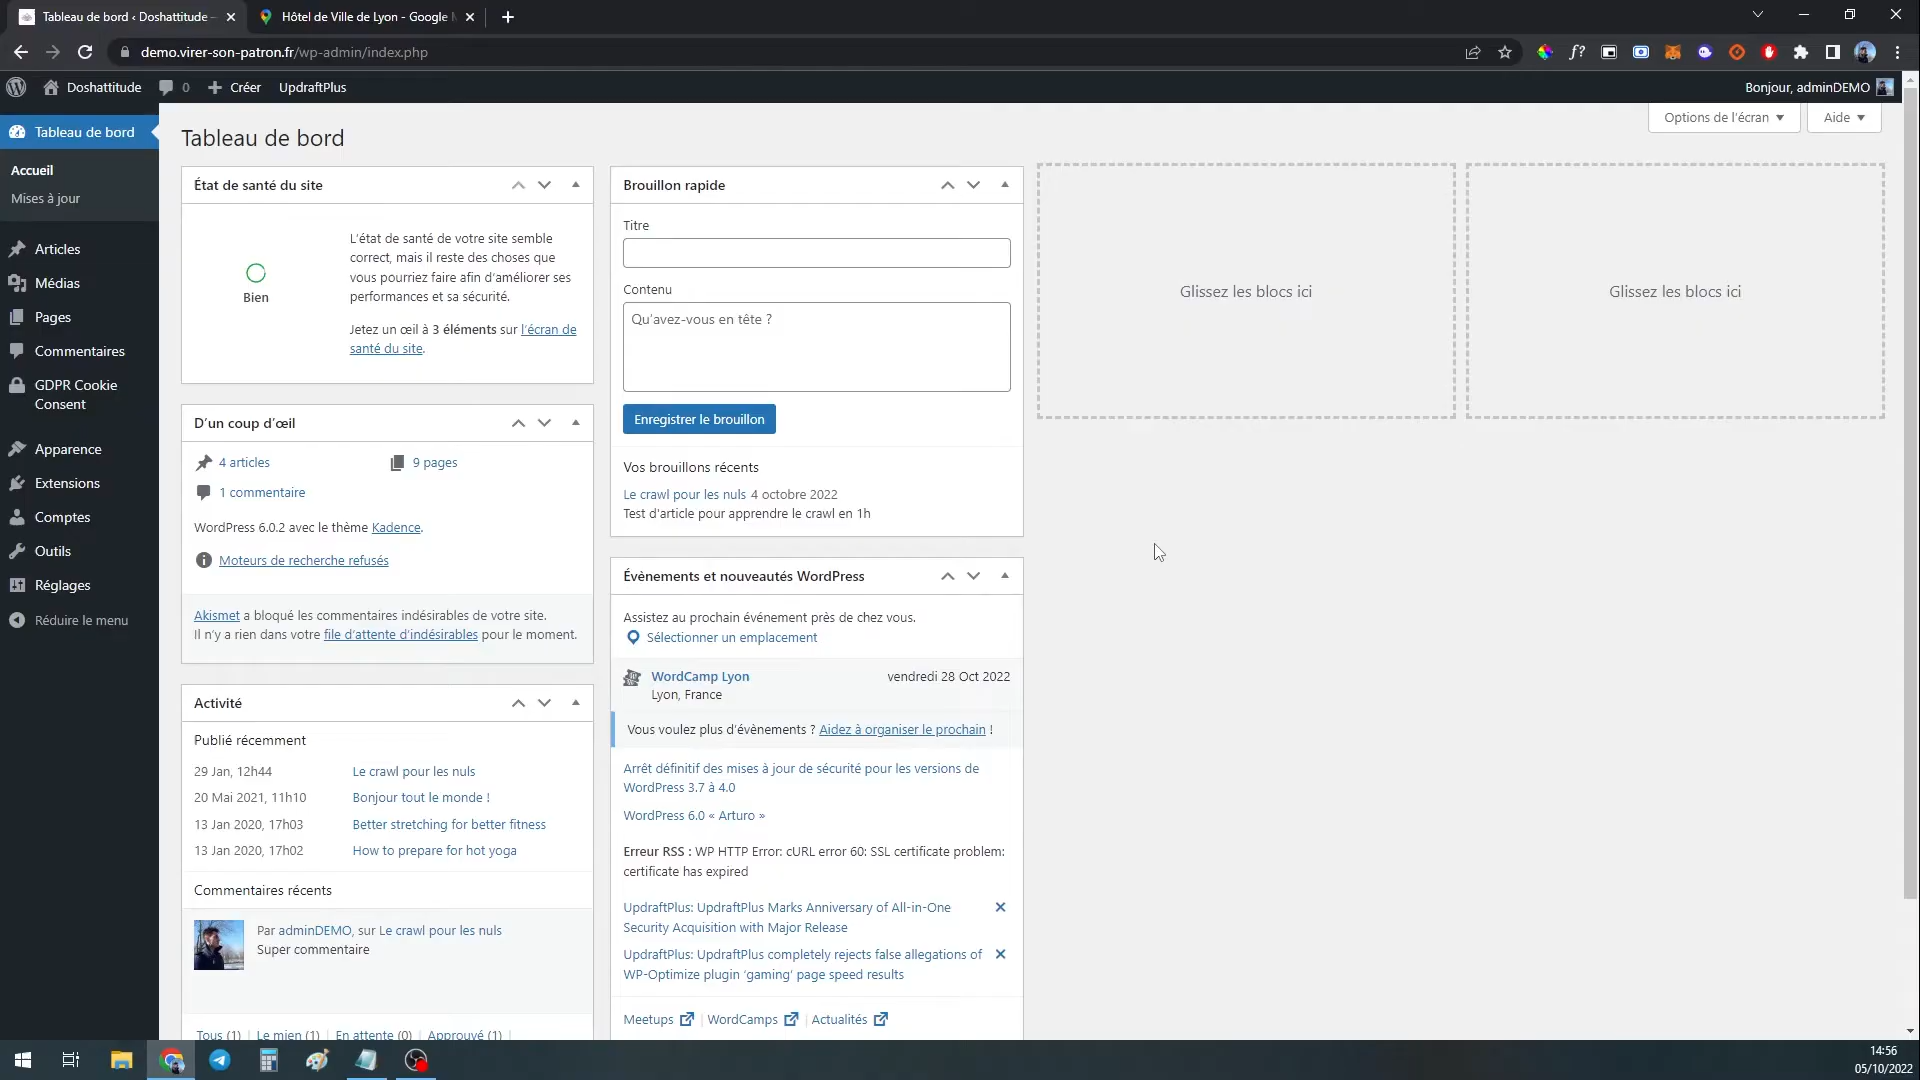 Tableau de bord ‹ Doshattitude –
Hôtel de Ville de Lyon - Google
demo.virer-son-patron.fr/wp-admin/index.php
f?
Doshattitude
0
Créer
UpdraftPlus
Bonjour, adminDEMO
Tableau de bord
Accueil
Mises à jour
Articles
Médias
Pages
Commentaires
GDPR Cookie
Consent
Apparence
Extensions
Comptes
Outils
Réglages
Réduire le menu
Options de l'écran
Aide
Tableau de bord
État de santé du site
Bien
L'état de santé de votre site semble
correct, mais il reste des choses que
vous pourriez faire afin d'améliorer ses
performances et sa sécurité.
Jetez un œil à 3 éléments sur l'écran de
santé du site.
D'un coup d'œil
4 articles
9 pages
1 commentaire
WordPress 6.0.2 avec le thème Kadence.
Moteurs de recherche refusés
Akismet a bloqué les commentaires indésirables de votre site.
Il n'y a rien dans votre file d'attente d'indésirables pour le moment.
Activité
Publié récemment
29 Jan, 12h44 Le crawl pour les nuls
20 Mai 2021, 11h10 Bonjour tout le monde !
13 Jan 2020, 17h03 Better stretching for better fitness
13 Jan 2020, 17h02 How to prepare for hot yoga
Commentaires récents
Par adminDEMO, sur Le crawl pour les nuls
Super commentaire
Tous (1) | Le mien (1) | En attente (0) | Approuvé (1) |
Brouillon rapide
Titre
Contenu
Qu'avez-vous en tête ?
Enregistrer le brouillon
Vos brouillons récents
Le crawl pour les nuls 4 octobre 2022
Test d'article pour apprendre le crawl en 1h
Évènements et nouveautés WordPress
Assistez au prochain événement près de chez vous.
Sélectionner un emplacement
WordCamp Lyon vendredi 28 Oct 2022
Lyon, France
Vous voulez plus d'évènements ? Aidez à organiser le prochain !
Arrêt définitif des mises à jour de sécurité pour les versions de
WordPress 3.7 à 4.0
WordPress 6.0 « Arturo »
Erreur RSS : WP HTTP Error: cURL error 60: SSL certificate problem:
certificate has expired
UpdraftPlus: UpdraftPlus Marks Anniversary of All-in-One
Security Acquisition with Major Release
UpdraftPlus: UpdraftPlus completely rejects false allegations of
WP-Optimize plugin 'gaming' page speed results
Meetups | WordCamps | Actualités
Glissez les blocs ici
Glissez les blocs ici
14:56
05/10/2022